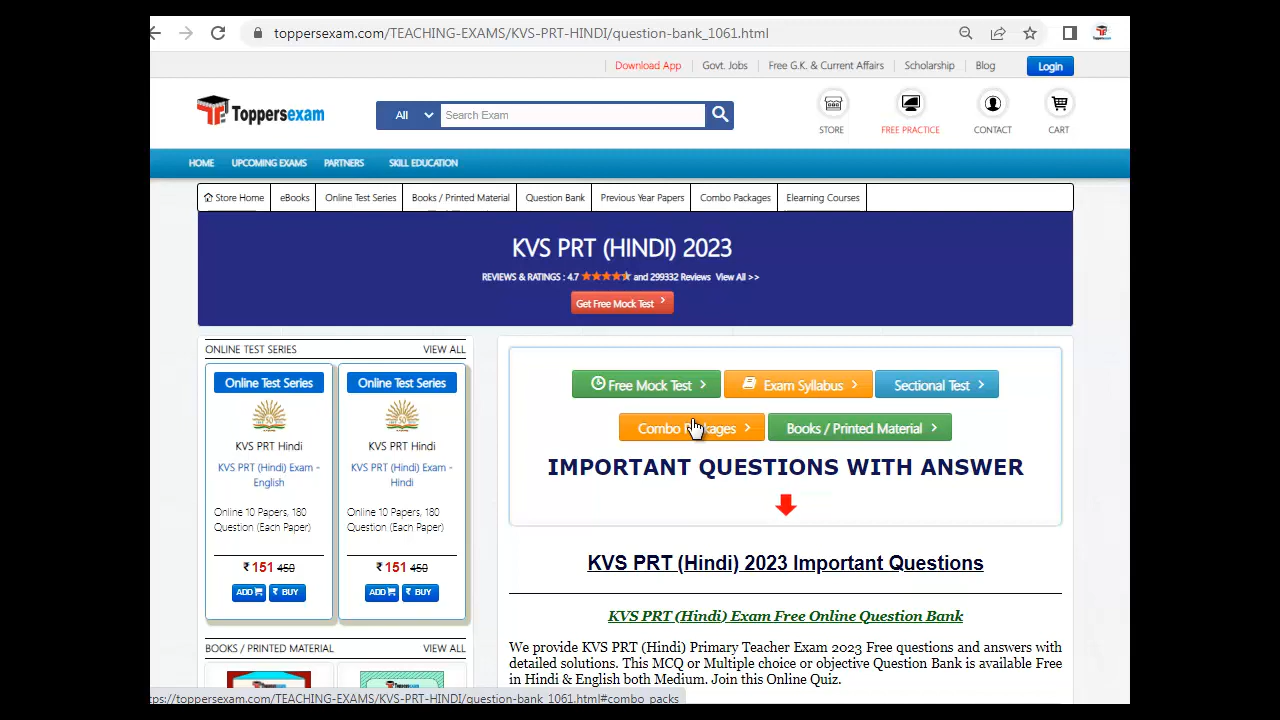 toppersexam.com/TEACHING-EXAMS/KVS-PRT-HINDI/question-bank_1061.html
Download App Govt. Jobs Free G.K. & Current Affairs Scholarship Blog Login
Toppersexam
All Search Exam
STORE FREE PRACTICE CONTACT CART
HOME UPCOMING EXAMS PARTNERS SKILL EDUCATION
Store Home eBooks Online Test Series Books / Printed Material Question Bank Previous Year Papers Combo Packages Elearning Courses
KVS PRT (HINDI) 2023
REVIEWS & RATINGS : 4.7 and 299332 Reviews View All >>
Get Free Mock Test
ONLINE TEST SERIES VIEW ALL
Online Test Series
KVS PRT Hindi
KVS PRT (Hindi) Exam -
English
Online 10 Papers, 180
Question (Each Paper)
₹ 151 450
ADD ₹ BUY
Online Test Series
KVS PRT Hindi
KVS PRT (Hindi) Exam -
Hindi
Online 10 Papers, 180
Question (Each Paper)
₹ 151 450
ADD ₹ BUY
BOOKS / PRINTED MATERIAL VIEW ALL
Toppersexam Toppersexam
Free Mock Test Exam Syllabus Sectional Test
Combo Packages Books / Printed Material
IMPORTANT QUESTIONS WITH ANSWER
KVS PRT (Hindi) 2023 Important Questions
KVS PRT (Hindi) Exam Free Online Question Bank
We provide KVS PRT (Hindi) Primary Teacher Exam 2023 Free questions and answers with
detailed solutions. This MCQ or Multiple choice or objective Question Bank is available Free
in Hindi & English both Medium. Join this Online Quiz.
ps://toppersexam.com/TEACHING-EXAMS/KVS-PRT-HINDI/question-bank_1061.html#combo_packs